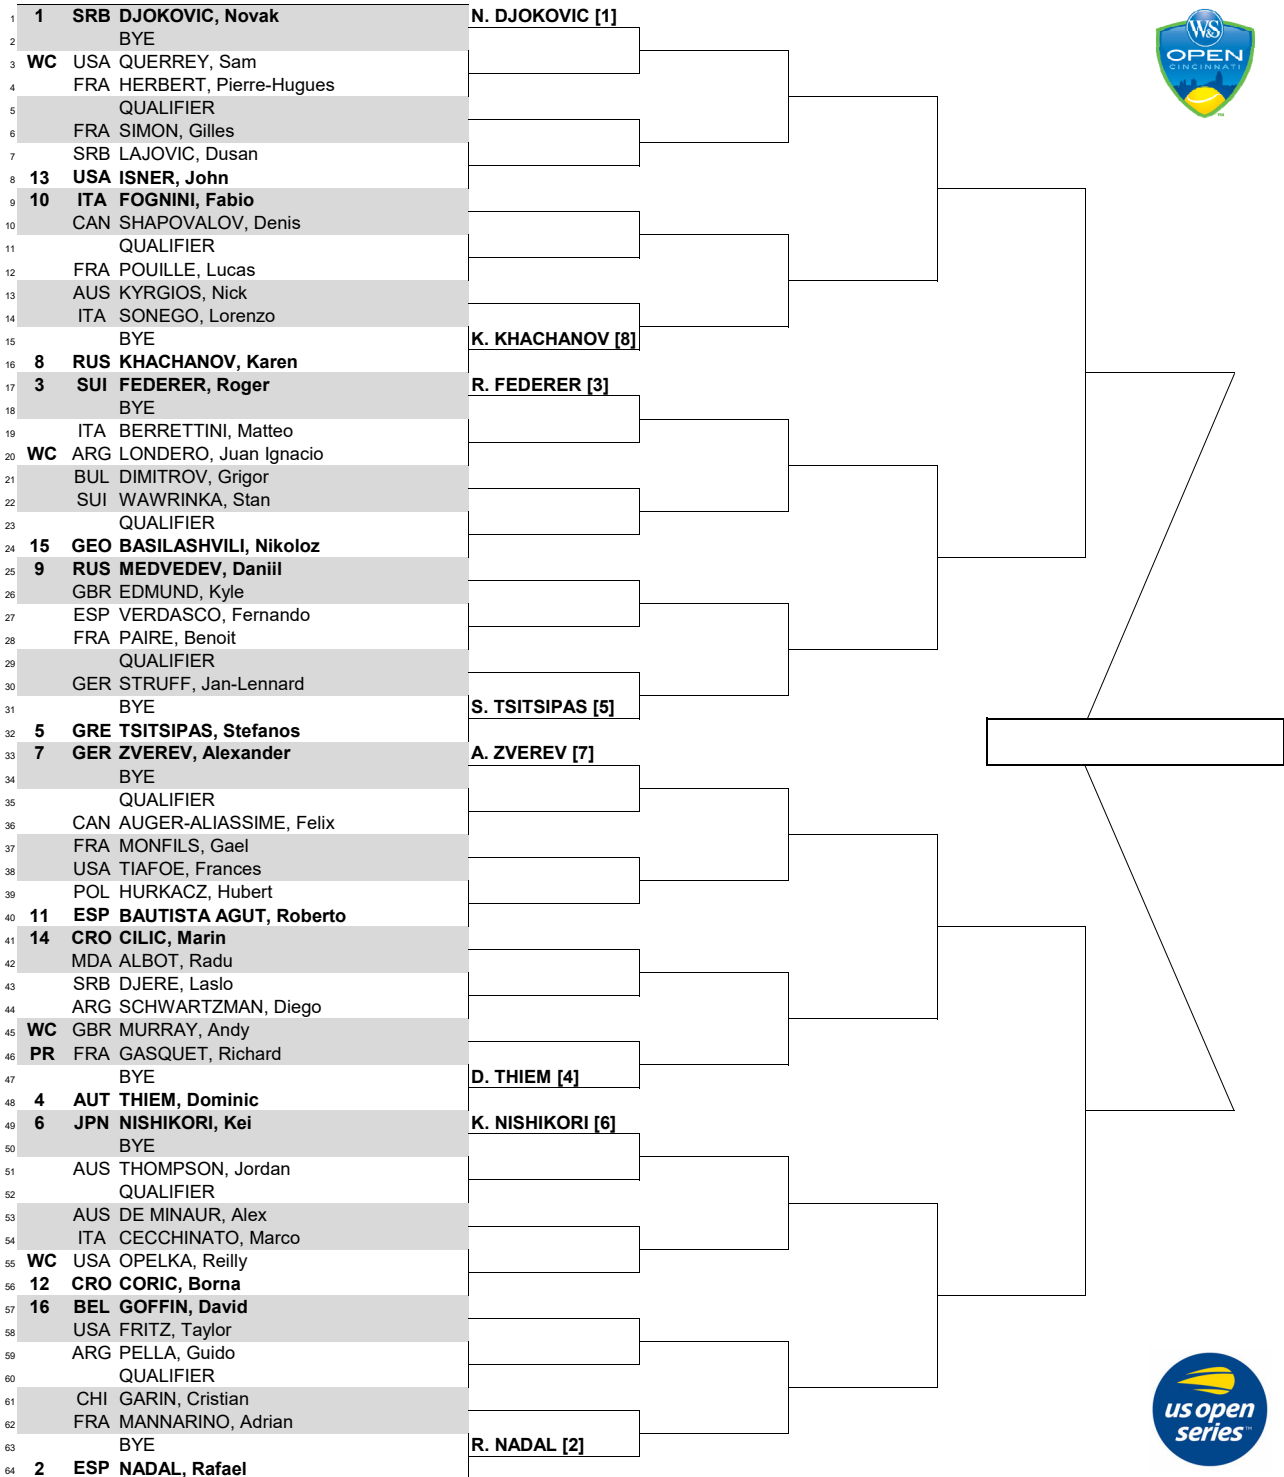 1 1 SRB DJOKOVIC, Novak N. DJOKOVIC [1]
2 BYE
3 WC USA QUERREY, Sam
4 FRA HERBERT, Pierre-Hugues
5 QUALIFIER
6 FRA SIMON, Gilles
7 SRB LAJOVIC, Dusan
8 13 USA ISNER, John
9 10 ITA FOGNINI, Fabio
10 CAN SHAPOVALOV, Denis
11 QUALIFIER
12 FRA POUILLE, Lucas
13 AUS KYRGIOS, Nick
14 ITA SONEGO, Lorenzo
15 BYE K. KHACHANOV [8]
16 8 RUS KHACHANOV, Karen
17 3 SUI FEDERER, Roger R. FEDERER [3]
18 BYE
19 ITA BERRETTINI, Matteo
20 WC ARG LONDERO, Juan Ignacio
21 BUL DIMITROV, Grigor
22 SUI WAWRINKA, Stan
23 QUALIFIER
24 15 GEO BASILASHVILI, Nikoloz
25 9 RUS MEDVEDEV, Daniil
26 GBR EDMUND, Kyle
27 ESP VERDASCO, Fernando
28 FRA PAIRE, Benoit
29 QUALIFIER
30 GER STRUFF, Jan-Lennard
31 BYE S. TSITSIPAS [5]
32 5 GRE TSITSIPAS, Stefanos
33 7 GER ZVEREV, Alexander A. ZVEREV [7]
34 BYE
35 QUALIFIER
36 CAN AUGER-ALIASSIME, Felix
37 FRA MONFILS, Gael
38 USA TIAFOE, Frances
39 POL HURKACZ, Hubert
40 11 ESP BAUTISTA AGUT, Roberto
41 14 CRO CILIC, Marin
42 MDA ALBOT, Radu
43 SRB DJERE, Laslo
44 ARG SCHWARTZMAN, Diego
45 WC GBR MURRAY, Andy
46 PR FRA GASQUET, Richard
47 BYE D. THIEM [4]
48 4 AUT THIEM, Dominic
49 6 JPN NISHIKORI, Kei K. NISHIKORI [6]
50 BYE
51 AUS THOMPSON, Jordan
52 QUALIFIER
53 AUS DE MINAUR, Alex
54 ITA CECCHINATO, Marco
55 WC USA OPELKA, Reilly
56 12 CRO CORIC, Borna
57 16 BEL GOFFIN, David
58 USA FRITZ, Taylor
59 ARG PELLA, Guido
60 QUALIFIER
61 CHI GARIN, Cristian
62 FRA MANNARINO, Adrian
63 BYE R. NADAL [2]
64 2 ESP NADAL, Rafael
W&S
OPEN
CINCINNATI
us open
series